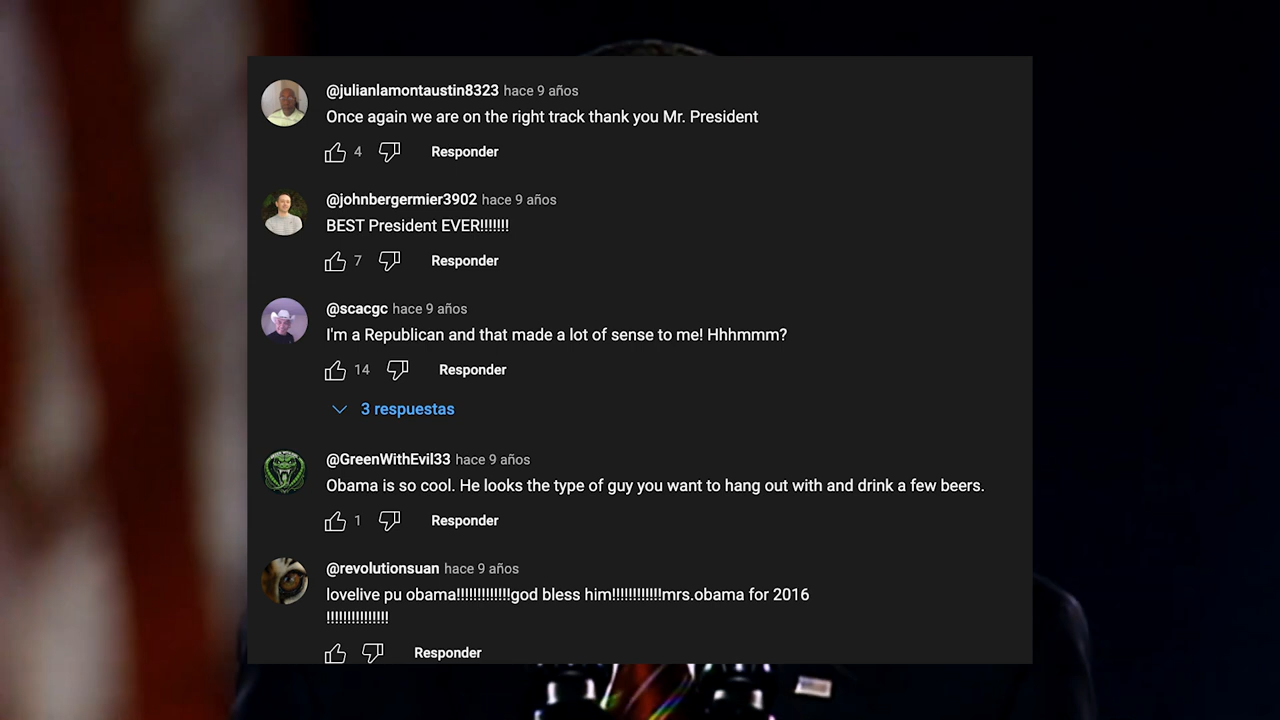 @julianlamontaustin8323 hace 9 años
Once again we are on the right track thank you Mr. President
4 Responder
@johnbergermier3902 hace 9 años
BEST President EVER!!!!!!!
7 Responder
@scacgc hace 9 años
I'm a Republican and that made a lot of sense to me! Hhhmmm?
14 Responder
3 respuestas
@GreenWithEvil33 hace 9 años
Obama is so cool. He looks the type of guy you want to hang out with and drink a few beers.
1 Responder
@revolutionsuan hace 9 años
lovelive pu obama!!!!!!!!!!!!!god bless him!!!!!!!!!!!!mrs.obama for 2016
!!!!!!!!!!!!!!!
Responder